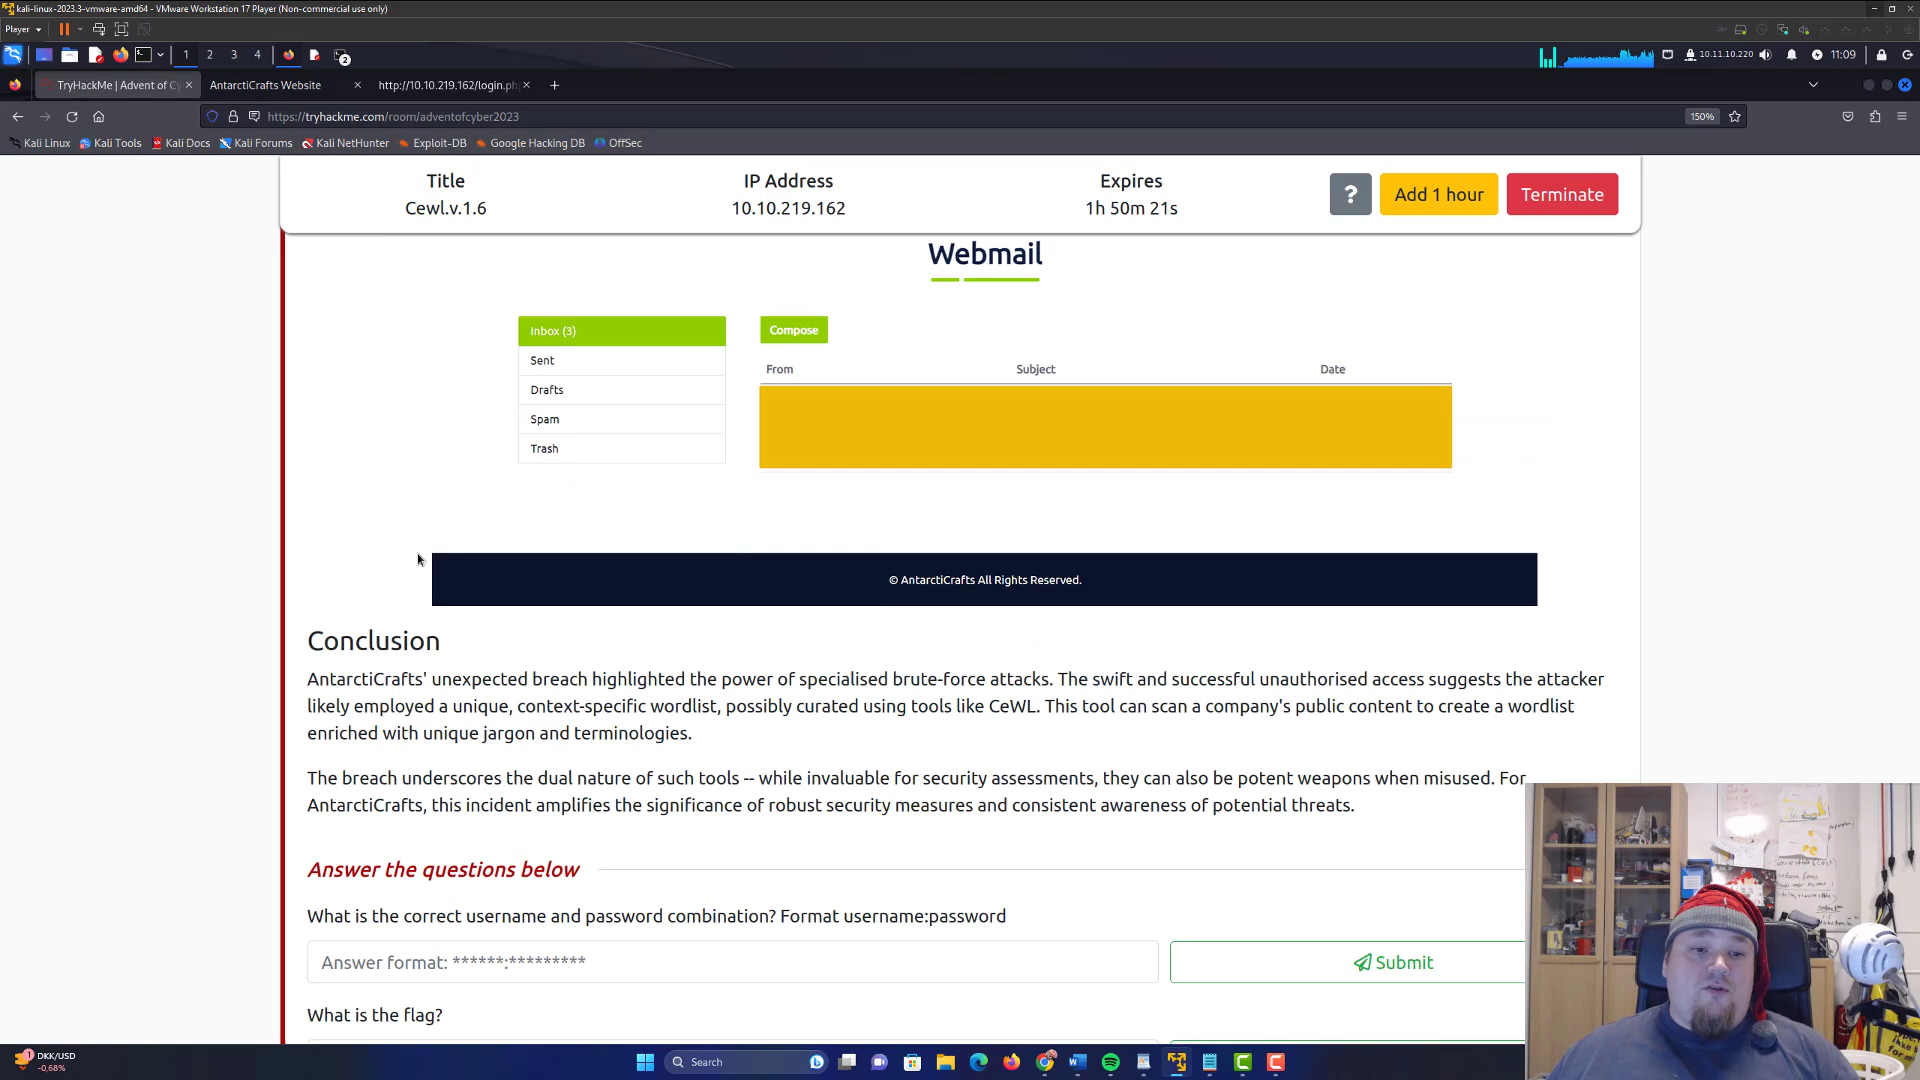 kali-linux-2023.3-vmware-amd64 - VMware Workstation 17 Player (Non-commercial use only)
Player
1 2 3 4 2 10.11.10.220 11:09
TryHackMe | Advent of Cy AntarctiCrafts Website http://10.10.219.162/login.ph
https://tryhackme.com/room/adventofcyber2023 150%
Kali Linux Kali Tools Kali Docs Kali Forums Kali NetHunter Exploit-DB Google Hacking DB OffSec
Title IP Address Expires
Cewl.v.1.6 10.10.219.162 1h 50m 21s
? Add 1 hour Terminate
Webmail
Inbox (3) Compose
Sent
From Subject Date
Drafts
Spam
Trash
© AntarctiCrafts All Rights Reserved.
Conclusion
AntarctiCrafts' unexpected breach highlighted the power of specialised brute-force attacks. The swift and successful unauthorised access suggests the attacker
likely employed a unique, context-specific wordlist, possibly curated using tools like CeWL. This tool can scan a company's public content to create a wordlist
enriched with unique jargon and terminologies.
The breach underscores the dual nature of such tools -- while invaluable for security assessments, they can also be potent weapons when misused. For
AntarctiCrafts, this incident amplifies the significance of robust security measures and consistent awareness of potential threats.
Answer the questions below
What is the correct username and password combination? Format username:password
Answer format: ******:********* Submit
What is the flag?
1 DKK/USD
-0,68%
Search